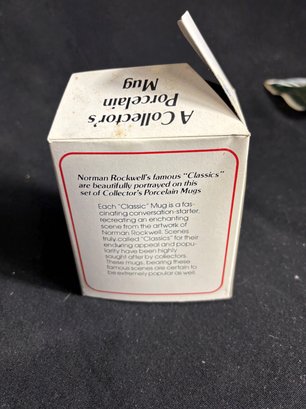 A Collector's
Porcelain
Mug
Norman Rockwell's famous "Classics"
are beautifully portrayed on this
set of Collector's Porcelain Mugs
Each "Classic" Mug is a fas-
cinating conversation-starter,
recreating an enchanting
scene from the artwork of
Norman Rockwell. Scenes
truly called "Classics" for their
enduring appeal and popu-
larity have been highly
sought after by collectors.
These mugs, bearing these
famous scenes are certain to
be extremely popular as well.